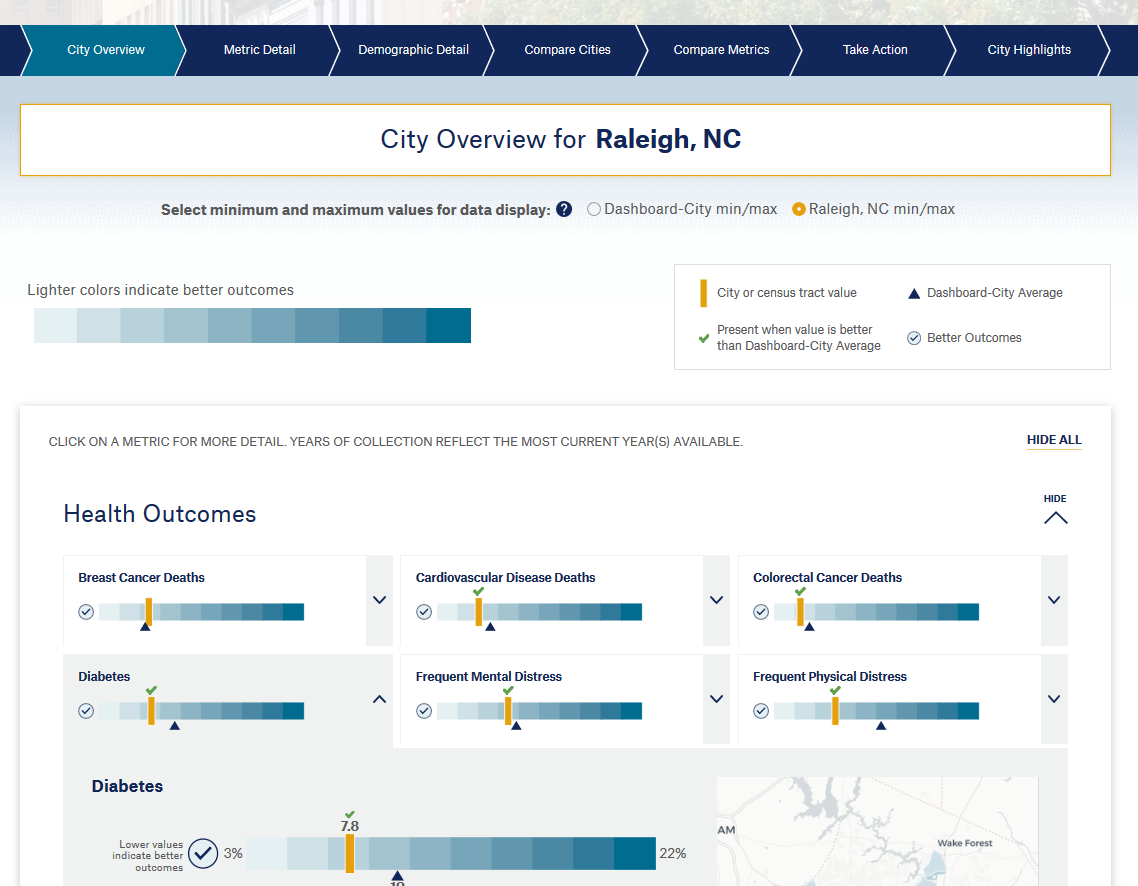 City Overview
Metric Detail
Demographic Detail
Compare Cities
Compare Metrics
Take Action
City Highlights
City Overview for Raleigh, NC
Select minimum and maximum values for data display: ? Dashboard-City min/max Raleigh, NC min/max
Lighter colors indicate better outcomes
City or census tract value
Dashboard-City Average
Present when value is better
than Dashboard-City Average
Better Outcomes
CLICK ON A METRIC FOR MORE DETAIL. YEARS OF COLLECTION REFLECT THE MOST CURRENT YEAR(S) AVAILABLE.
HIDE ALL
Health Outcomes
HIDE
Breast Cancer Deaths
Cardiovascular Disease Deaths
Colorectal Cancer Deaths
Diabetes
Frequent Mental Distress
Frequent Physical Distress
Diabetes
7.8
Lower values
indicate better
outcomes
3%
22%
AM
Wake Forest